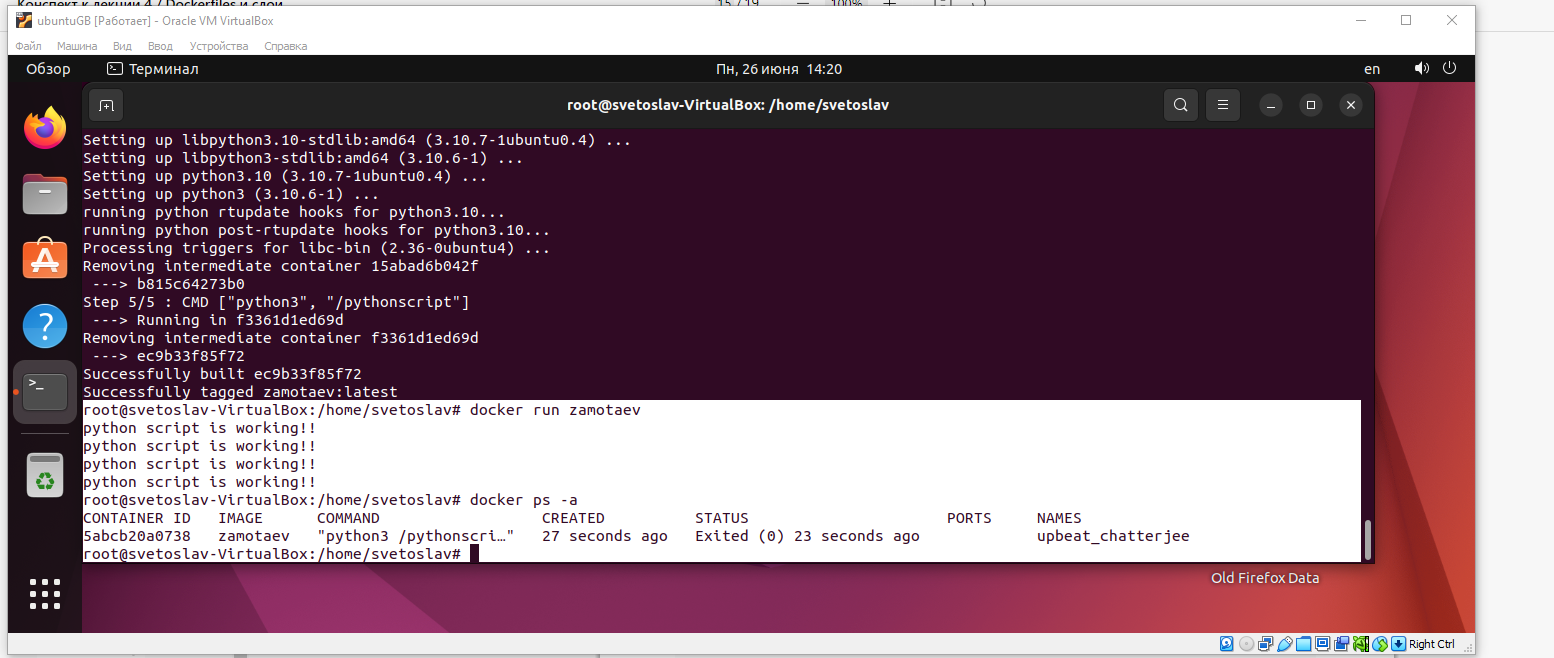 Конспект к лекции 4 / Dockerfiles и слои
15 / 19
100%
ubuntuGB [Работает] - Oracle VM VirtualBox
Файл Машина Вид Ввод Устройства Справка
Обзор Терминал Пн, 26 июня 14:20 en
root@svetoslav-VirtualBox: /home/svetoslav
Setting up libpython3.10-stdlib:amd64 (3.10.7-1ubuntu0.4) ...
Setting up libpython3-stdlib:amd64 (3.10.6-1) ...
Setting up python3.10 (3.10.7-1ubuntu0.4) ...
Setting up python3 (3.10.6-1) ...
running python rtupdate hooks for python3.10...
running python post-rtupdate hooks for python3.10...
Processing triggers for libc-bin (2.36-0ubuntu4) ...
Removing intermediate container 15abad6b042f
---> b815c64273b0
Step 5/5 : CMD ["python3", "/pythonscript"]
---> Running in f3361d1ed69d
Removing intermediate container f3361d1ed69d
---> ec9b33f85f72
Successfully built ec9b33f85f72
Successfully tagged zamotaev:latest
root@svetoslav-VirtualBox:/home/svetoslav# docker run zamotaev
python script is working!!
python script is working!!
python script is working!!
python script is working!!
root@svetoslav-VirtualBox:/home/svetoslav# docker ps -a
CONTAINER ID IMAGE COMMAND CREATED STATUS PORTS NAMES
5abcb20a0738 zamotaev "python3 /pythonscri…" 27 seconds ago Exited (0) 23 seconds ago upbeat_chatterjee
root@svetoslav-VirtualBox:/home/svetoslav#
Old Firefox Data
Right Ctrl